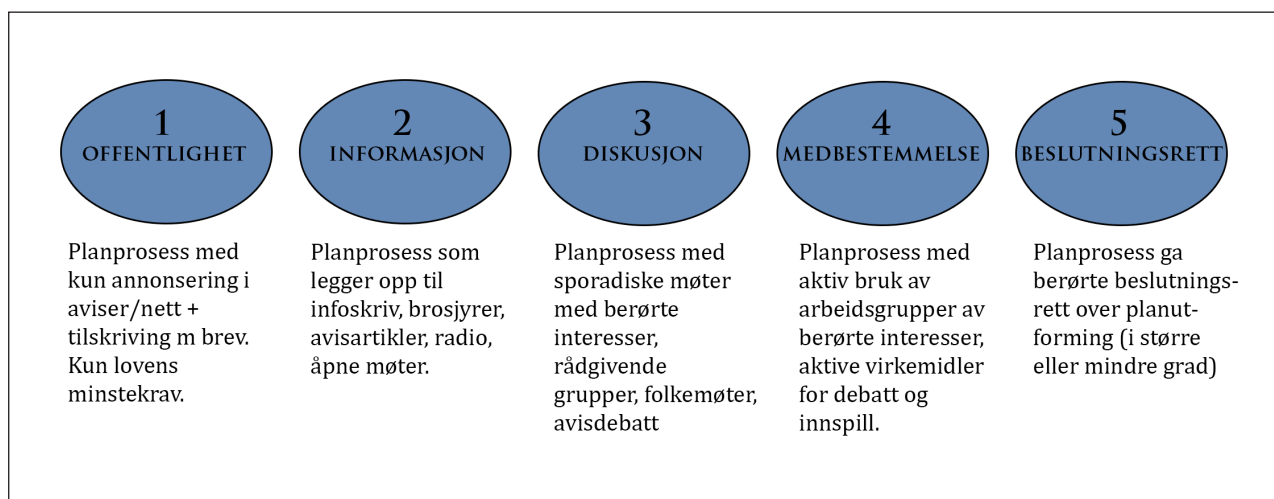 1
OFFENTLIGHET
Planprosess med
kun annonsering i
aviser/nett +
tilskriving m brev.
Kun lovens
minstekrav.
2
INFORMASJON
Planprosess som
legger opp til
infoskriv, brosjyrer,
avisartikler, radio,
åpne møter.
3
DISKUSJON
Planprosess med
sporadiske møter
med berørte
interesser,
rådgivende
grupper, folkemøter,
avisdebatt
4
MEDBESTEMMELSE
Planprosess med
aktiv bruk av
arbeidsgrupper av
berørte interesser,
aktive virkemidler
for debatt og
innspill.
5
BESLUTNINGSRETT
Planprosess ga
berørte beslutnings-
rett over planut-
forming (i større
eller mindre grad)